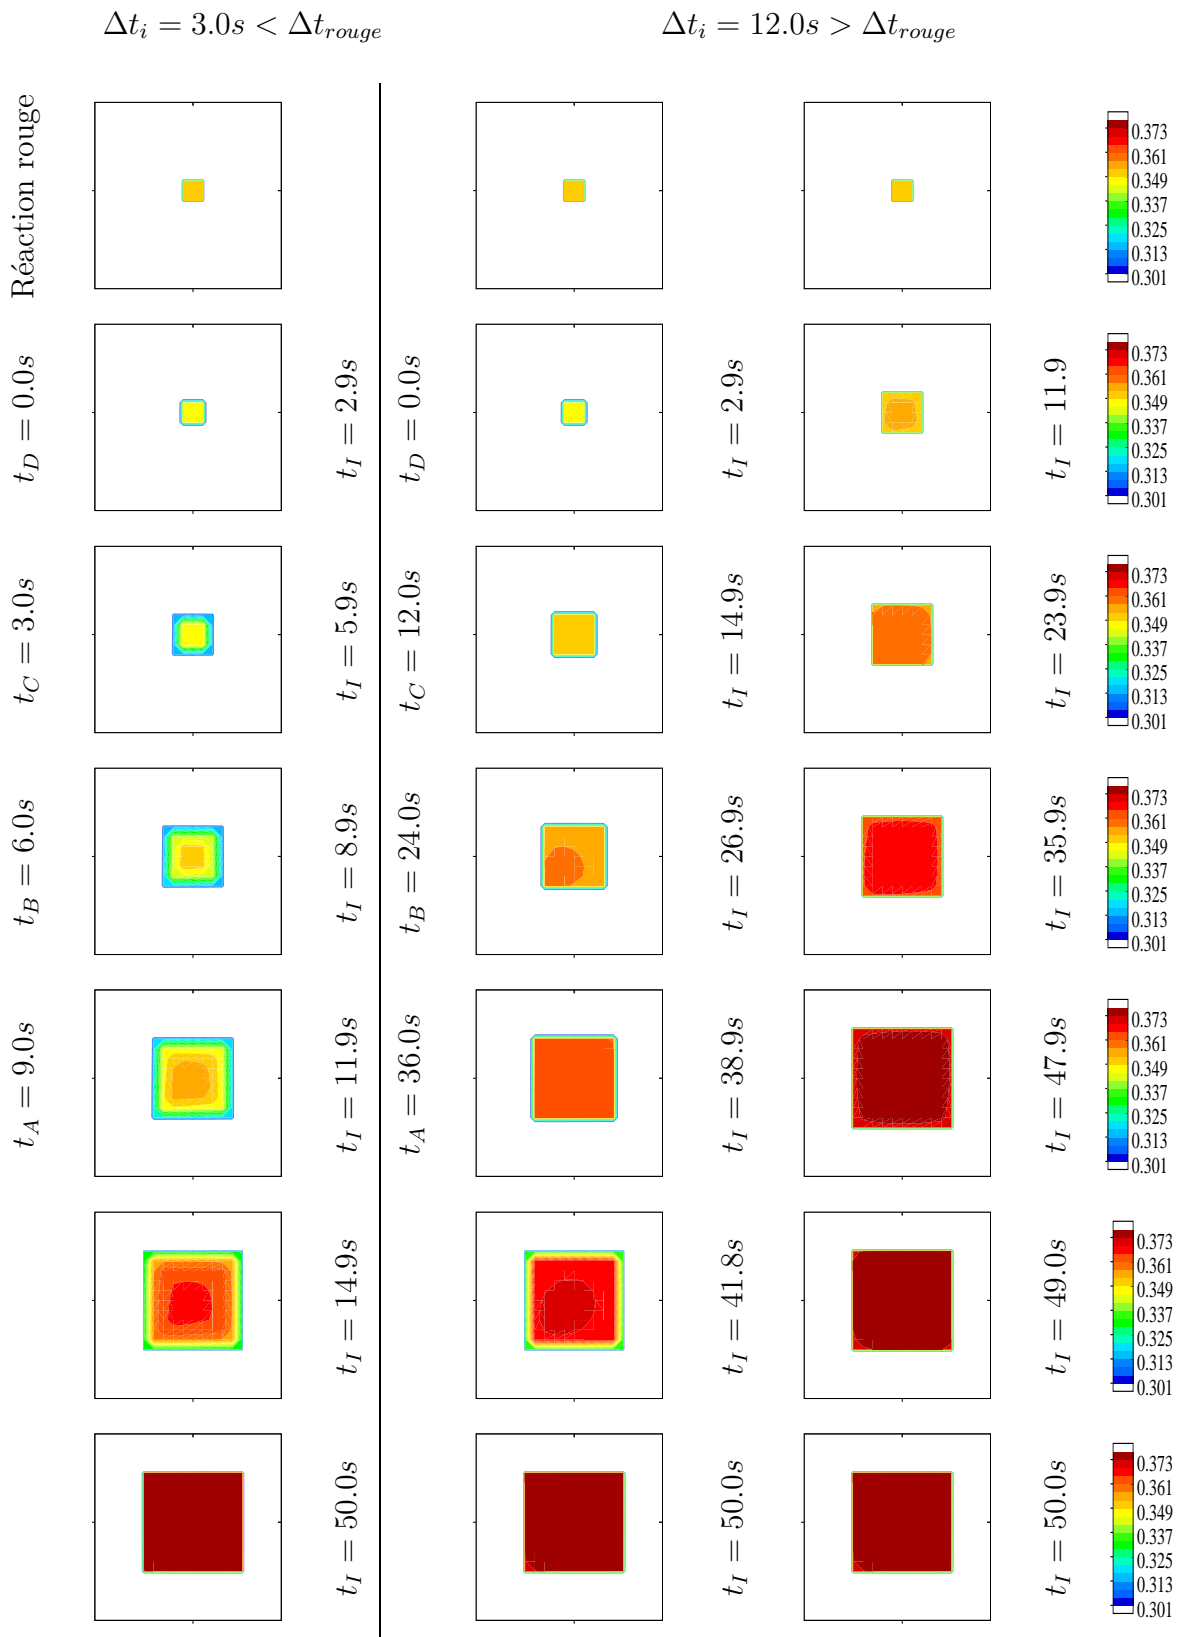 Δt_i = 3.0s < Δt_rouge
Δt_i = 12.0s > Δt_rouge
Réaction rouge
0.373
0.361
0.349
0.337
0.325
0.313
0.301
t_D = 0.0s
t_I = 2.9s
t_D = 0.0s
t_I = 2.9s
t_I = 11.9
0.373
0.361
0.349
0.337
0.325
0.313
0.301
t_C = 3.0s
t_I = 5.9s
t_C = 12.0s
t_I = 14.9s
t_I = 23.9s
0.373
0.361
0.349
0.337
0.325
0.313
0.301
t_B = 6.0s
t_I = 8.9s
t_B = 24.0s
t_I = 26.9s
t_I = 35.9s
0.373
0.361
0.349
0.337
0.325
0.313
0.301
t_A = 9.0s
t_I = 11.9s
t_A = 36.0s
t_I = 38.9s
t_I = 47.9s
0.373
0.361
0.349
0.337
0.325
0.313
0.301
t_I = 14.9s
t_I = 41.8s
t_I = 49.0s
0.373
0.361
0.349
0.337
0.325
0.313
0.301
t_I = 50.0s
t_I = 50.0s
t_I = 50.0s
0.373
0.361
0.349
0.337
0.325
0.313
0.301